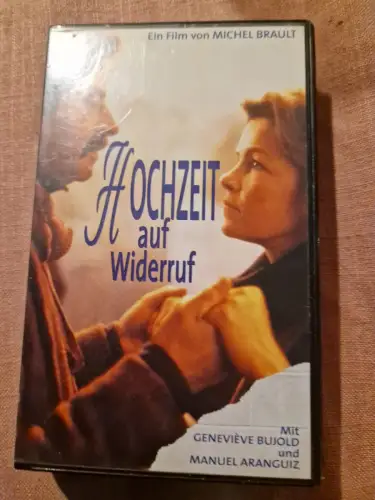 Ein Film von MICHEL BRAULT
HOCHZEIT
auf
Widerruf
Mit
GENEVIÈVE BUJOLD
und
MANUEL ARANGUIZ